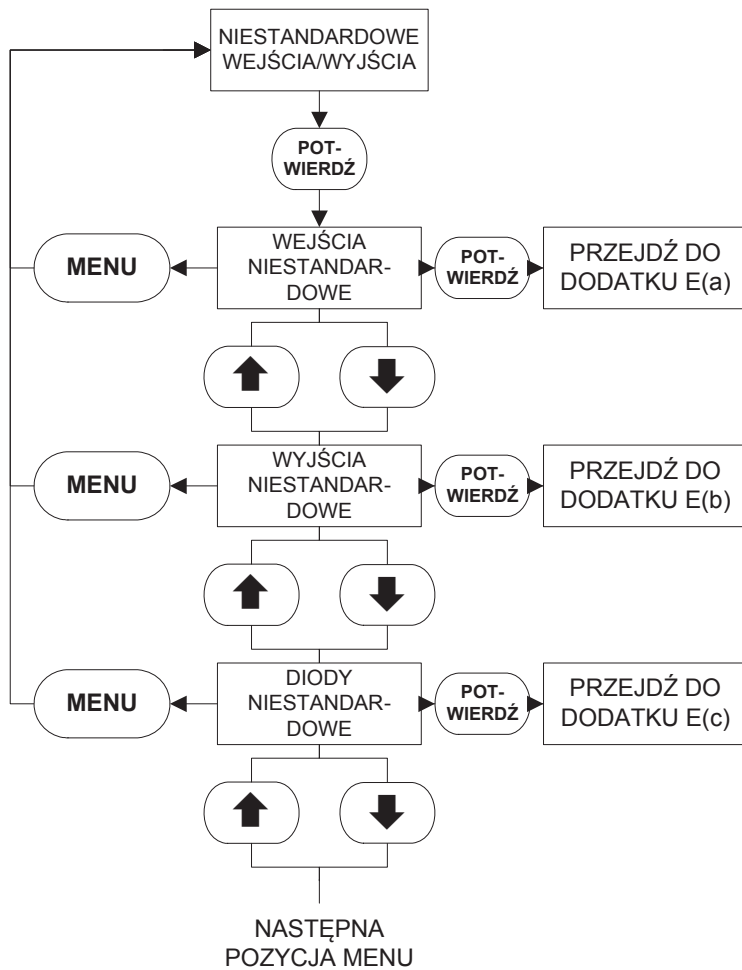 NIESTANDARDOWE
WEJŚCIA/WYJŚCIA
POT-
WIERDŹ
MENU
WEJŚCIA
NIESTANDAR-
DOWE
POT-
WIERDŹ
PRZEJDŹ DO
DODATKU E(a)
MENU
WYJŚCIA
NIESTANDAR-
DOWE
POT-
WIERDŹ
PRZEJDŹ DO
DODATKU E(b)
MENU
DIODY
NIESTANDAR-
DOWE
POT-
WIERDŹ
PRZEJDŹ DO
DODATKU E(c)
NASTĘPNA
POZYCJA MENU